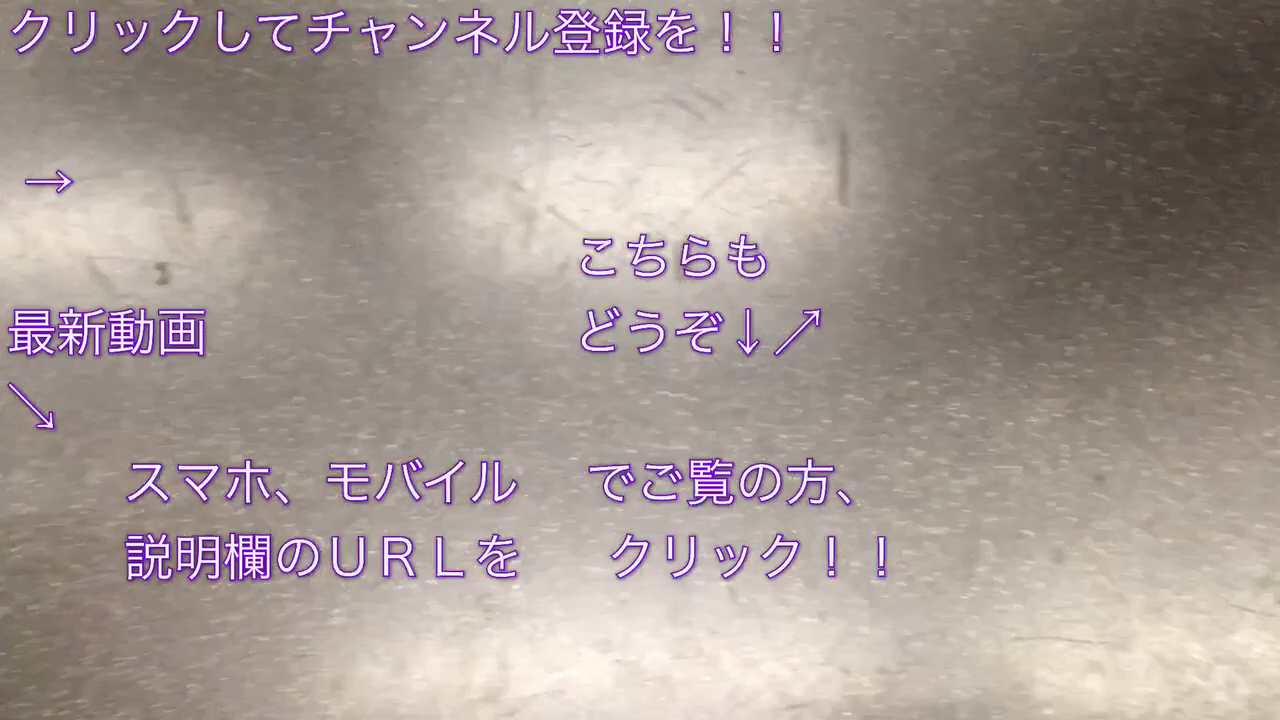 クリックしてチャンネル登録を！！
→
こちらも
最新動画
どうぞ↓↗
↘
スマホ、モバイル　でご覧の方、
説明欄のＵＲＬを　クリック！！